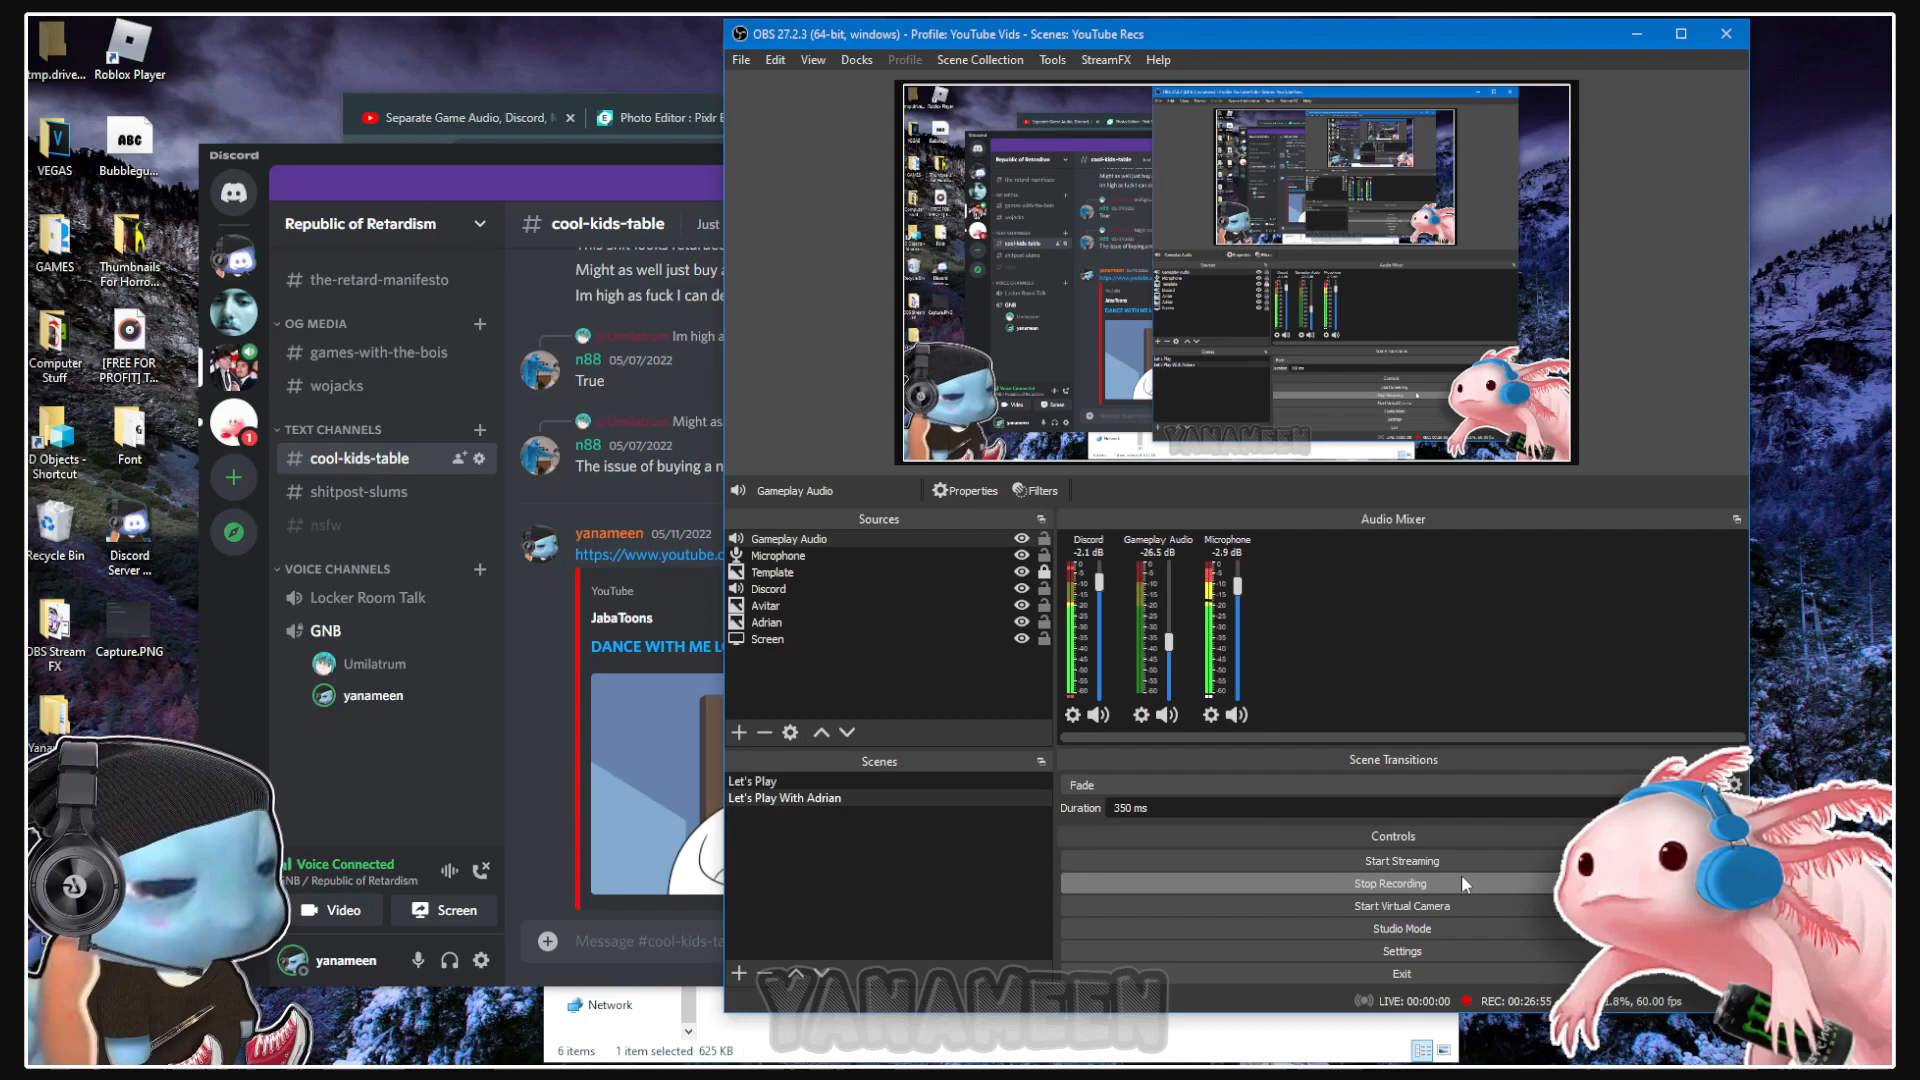 tmp.drive...
Roblox Player
VEGAS
ABC
Bubblegu...
GAMES
Thumbnails
For Horro...
Computer
Stuff
[FREE FOR
PROFIT] T...
D Objects -
Shortcut
Font
Recycle Bin
Discord
Server ...
OBS Stream
FX
Capture.PNG
Yana
Separate Game Audio, Discord,
Photo Editor : Pixlr E
Discord
Republic of Retardism
the-retard-manifesto
OG MEDIA
games-with-the-bois
wojacks
TEXT CHANNELS
cool-kids-table
shitpost-slums
nsfw
VOICE CHANNELS
Locker Room Talk
GNB
Umilatrum
yanameen
1
Voice Connected
GNB / Republic of Retardism
Video
Screen
yanameen
# cool-kids-table
Just
Might as well just buy a
Im high as fuck I can de
@Umilatrum Im high a
n88 05/07/2022
True
@Umilatrum Might as
n88 05/07/2022
The issue of buying a n
yanameen 05/11/2022
https://www.youtube.c
YouTube
JabaToons
DANCE WITH ME L
Message #cool-kids-ta
Network
6 items
1 item selected 625 KB
OBS 27.2.3 (64-bit, windows) - Profile: YouTube Vids - Scenes: YouTube Recs
File Edit View Docks Profile Scene Collection Tools StreamFX Help
Gameplay Audio
Properties
Filters
Sources
Gameplay Audio
Microphone
Template
Discord
Avitar
Adrian
Screen
Scenes
Let's Play
Let's Play With Adrian
Audio Mixer
Discord
-2.1 dB
Gameplay Audio
-26.5 dB
Microphone
-2.9 dB
Scene Transitions
Fade
Duration 350 ms
Controls
Start Streaming
Stop Recording
Start Virtual Camera
Studio Mode
Settings
Exit
LIVE: 00:00:00
REC: 00:26:55
1.8%, 60.00 fps
YANAMEEN